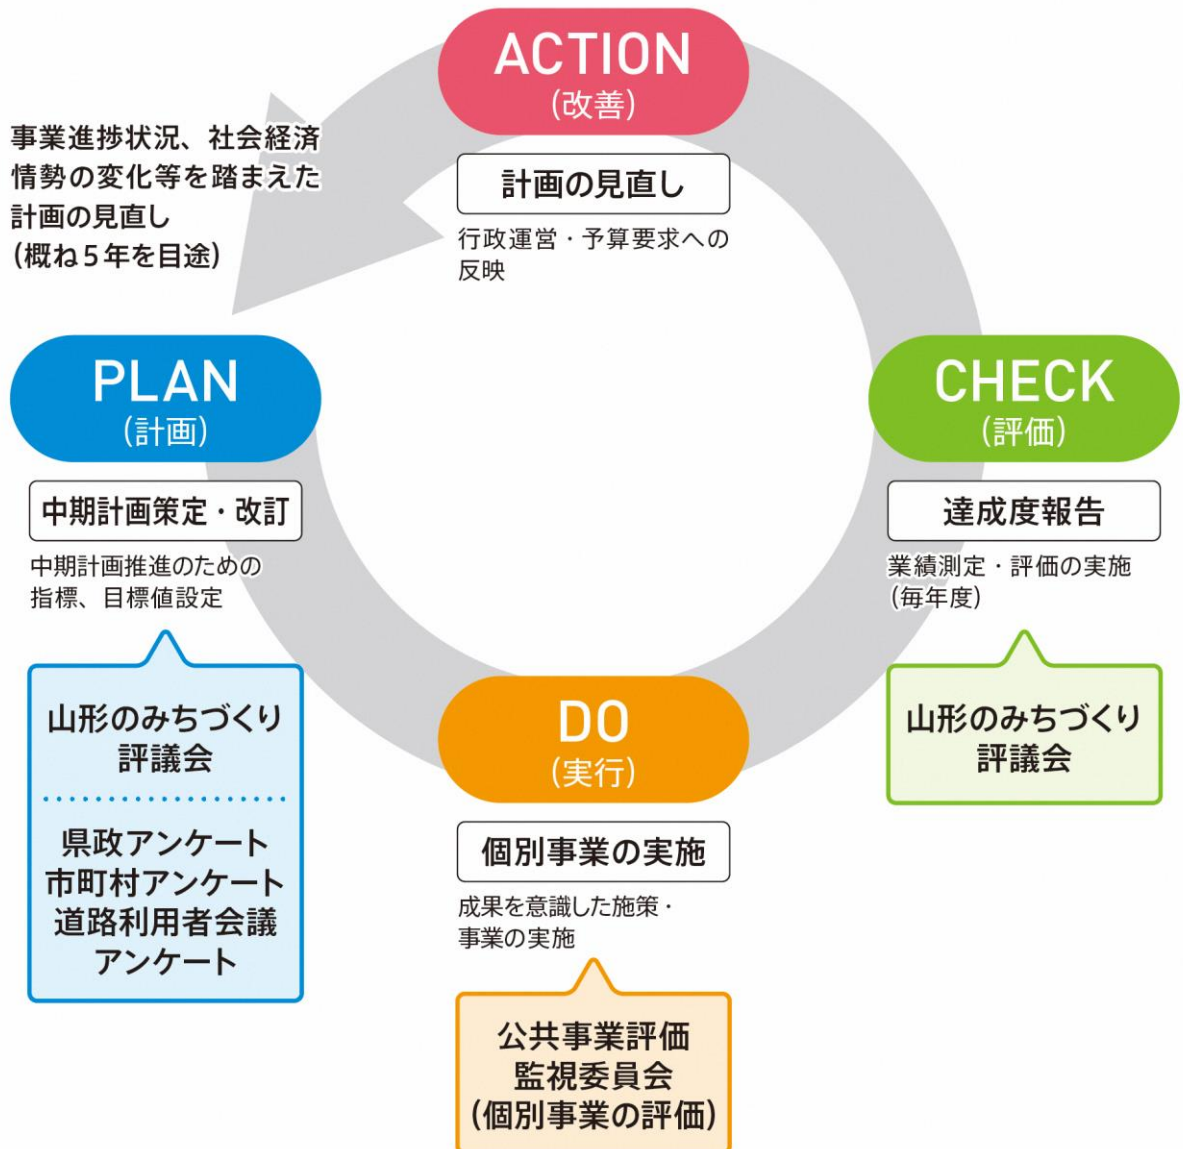 ACTION
(改善)
計画の見直し
行政運営・予算要求への
反映
事業進捗状況、社会経済
情勢の変化等を踏まえた
計画の見直し
(概ね5年を目途)
PLAN
(計画)
中期計画策定・改訂
中期計画推進のための
指標、目標値設定
山形のみちづくり
評議会
県政アンケート
市町村アンケート
道路利用者会議
アンケート
DO
(実行)
個別事業の実施
成果を意識した施策・
事業の実施
公共事業評価
監視委員会
(個別事業の評価)
CHECK
(評価)
達成度報告
業績測定・評価の実施
(毎年度)
山形のみちづくり
評議会